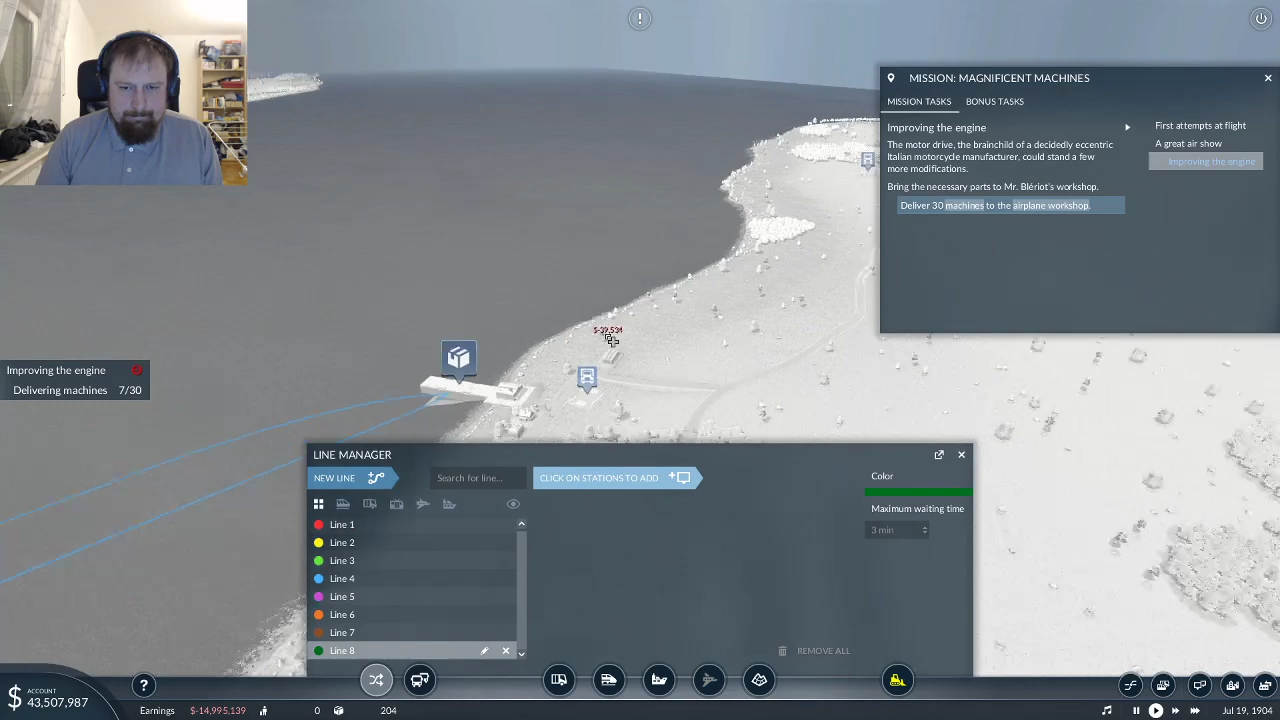 MISSION: MAGNIFICENT MACHINES
MISSION TASKS
BONUS TASKS
Improving the engine
The motor drive, the brainchild of a decidedly eccentric
Italian motorcycle manufacturer, could stand a few
more modifications.
Bring the necessary parts to Mr. Blériot's workshop.
Deliver 30 machines to the airplane workshop.
First attempts at flight
A great air show
Improving the engine
$-39,534
Improving the engine
Delivering machines 7/30
LINE MANAGER
NEW LINE
Search for line...
CLICK ON STATIONS TO ADD
Color
Maximum waiting time
3 min
Line 1
Line 2
Line 3
Line 4
Line 5
Line 6
Line 7
Line 8
REMOVE ALL
$ ACCOUNT
43,507,987
?
Earnings $-14,995,139 0 204
Jul 19, 1904